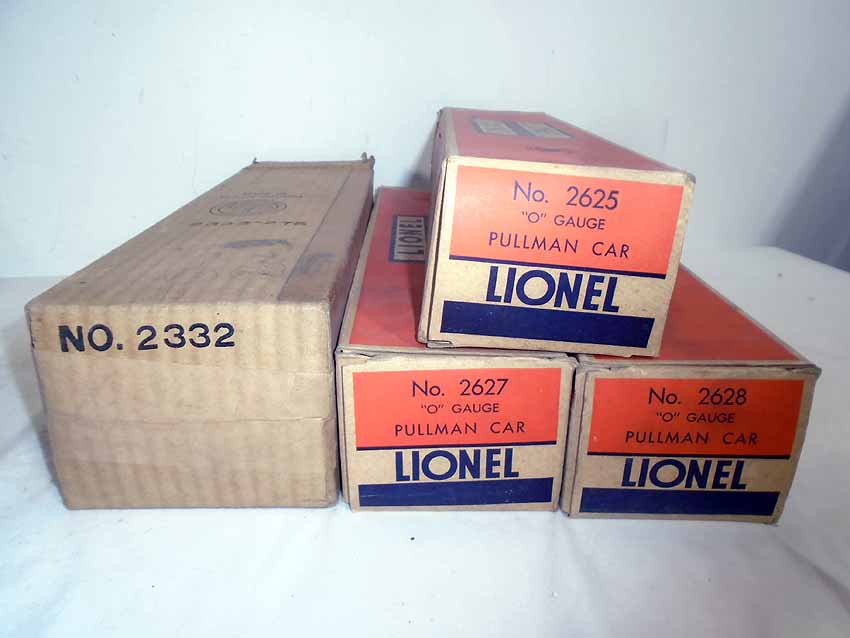 NO. 2332
LIONEL
No. 2625
"O" GAUGE
PULLMAN CAR
LIONEL
No. 2627
"O" GAUGE
PULLMAN CAR
LIONEL
No. 2628
"O" GAUGE
PULLMAN CAR
LIONEL